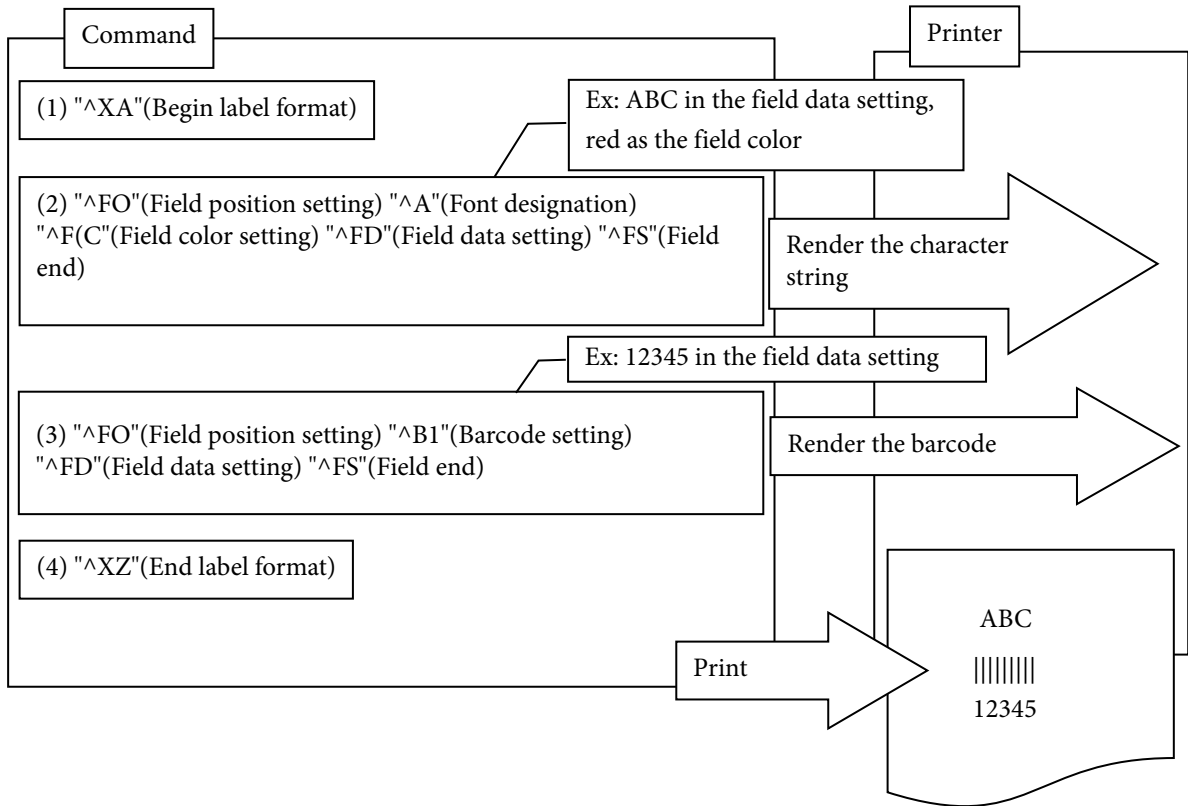 Command
Printer
(1) "^XA"(Begin label format)
Ex: ABC in the field data setting,
red as the field color
(2) "^FO"(Field position setting) "^A"(Font designation)
"^F(C"(Field color setting) "^FD"(Field data setting) "^FS"(Field
end)
Render the character
string
Ex: 12345 in the field data setting
(3) "^FO"(Field position setting) "^B1"(Barcode setting)
"^FD"(Field data setting) "^FS"(Field end)
Render the barcode
(4) "^XZ"(End label format)
Print
ABC
12345